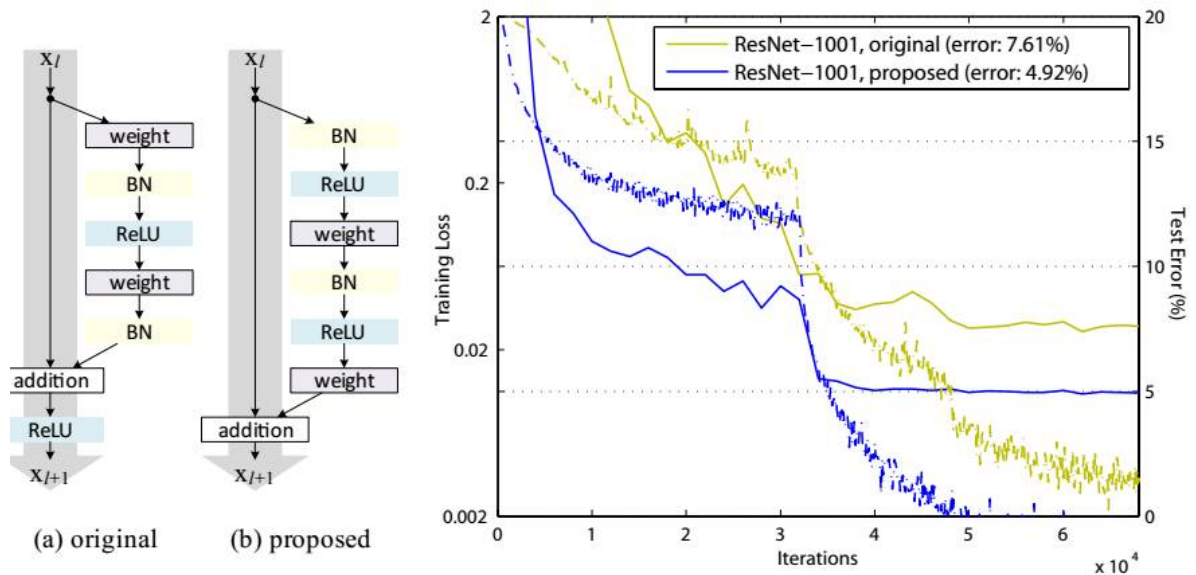 x_l
weight
BN
ReLU
weight
BN
addition
ReLU
x_{l+1}
(a) original
x_l
BN
ReLU
weight
BN
ReLU
weight
addition
x_{l+1}
(b) proposed
ResNet−1001, original (error: 7.61%)
ResNet−1001, proposed (error: 4.92%)
Training Loss
2
0.2
0.02
0.002
20
15
10
5
0
Test Error (%)
0 1 2 3 4 5 6
Iterations
x 10^4